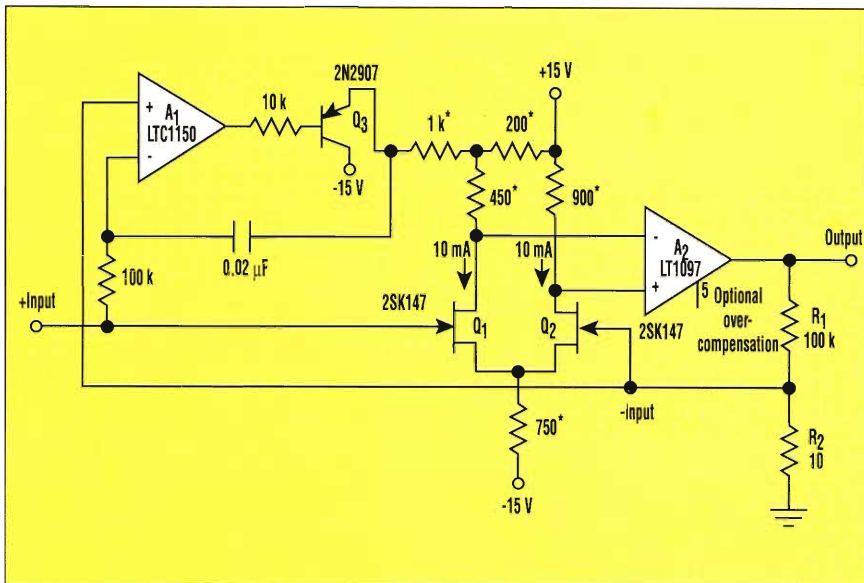 2N2907
+15 V
+
A1
LTC1150
-
10 k
Q3
-15 V
1 k*
200*
450*
900*
0.02 µF
100 k
10 mA
10 mA
-
A2
LT1097
+
Output
5
Optional
over-
compensation
R1
100 k
+Input
2SK147
Q1
Q2
2SK147
-input
750*
R2
10
-15 V